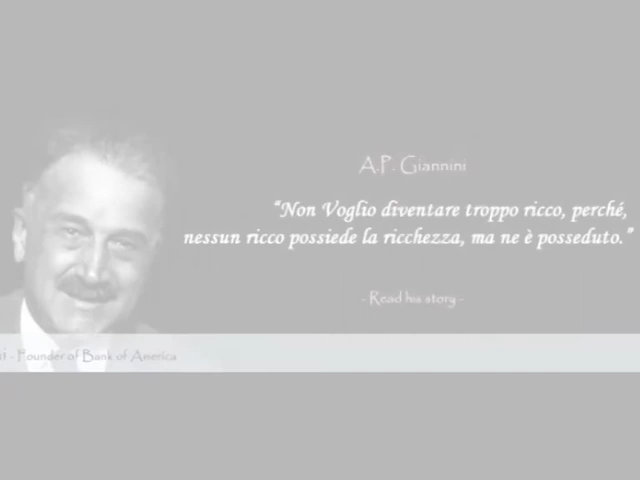 A.P. Giannini
“Non Voglio diventare troppo ricco, perché,
nessun ricco possiede la ricchezza, ma ne è posseduto.”
- Read his story -
- Founder of Bank of America